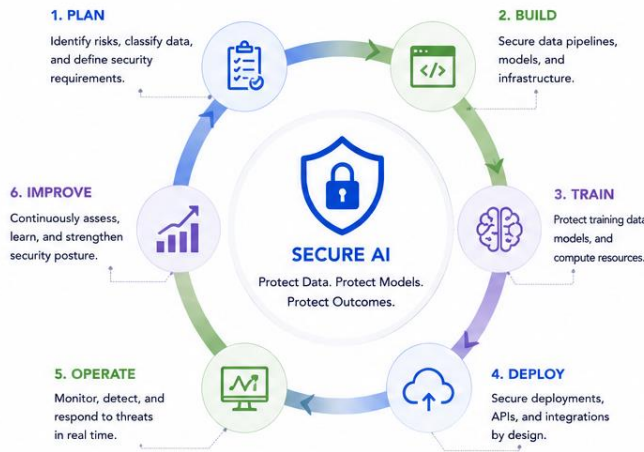 1. PLAN
Identify risks, classify data,
and define security
requirements.
2. BUILD
Secure data pipelines,
models, and
infrastructure.
</>
3. TRAIN
Protect training data
models, and
compute resources.
4. DEPLOY
Secure deployments,
APIs, and integrations
by design.
5. OPERATE
Monitor, detect, and
respond to threats
in real time.
6. IMPROVE
Continuously assess,
learn, and strengthen
security posture.
SECURE AI
Protect Data. Protect Models.
Protect Outcomes.